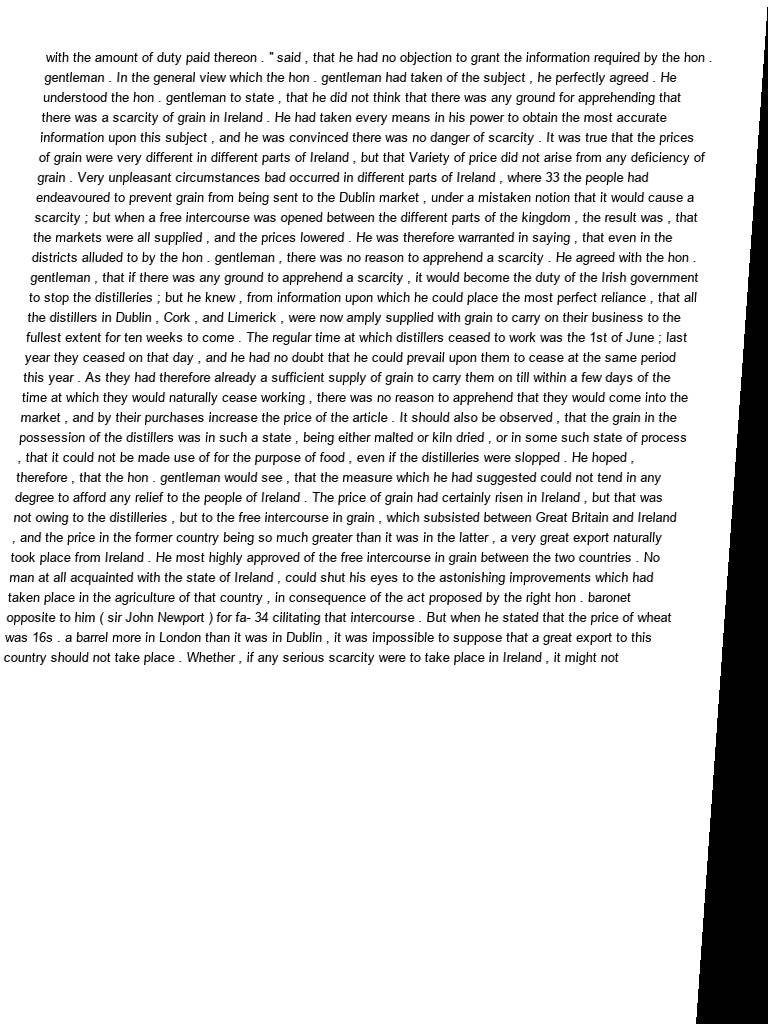 with the amount of duty paid thereon . " said , that he had no objection to grant the information required by the hon .
gentleman . In the general view which the hon . gentleman had taken of the subject , he perfectly agreed . He
understood the hon . gentleman to state , that he did not think that there was any ground for apprehending that
there was a scarcity of grain in Ireland . He had taken every means in his power to obtain the most accurate
information upon this subject , and he was convinced there was no danger of scarcity . It was true that the prices
of grain were very different in different parts of Ireland , but that Variety of price did not arise from any deficiency of
grain . Very unpleasant circumstances bad occurred in different parts of Ireland , where 33 the people had
endeavoured to prevent grain from being sent to the Dublin market , under a mistaken notion that it would cause a
scarcity ; but when a free intercourse was opened between the different parts of the kingdom , the result was , that
the markets were all supplied , and the prices lowered . He was therefore warranted in saying , that even in the
districts alluded to by the hon . gentleman , there was no reason to apprehend a scarcity . He agreed with the hon .
gentleman , that if there was any ground to apprehend a scarcity , it would become the duty of the Irish government
to stop the distilleries ; but he knew , from information upon which he could place the most perfect reliance , that all
the distillers in Dublin , Cork , and Limerick , were now amply supplied with grain to carry on their business to the
fullest extent for ten weeks to come . The regular time at which distillers ceased to work was the 1st of June ; last
year they ceased on that day , and he had no doubt that he could prevail upon them to cease at the same period
this year . As they had therefore already a sufficient supply of grain to carry them on till within a few days of the
time at which they would naturally cease working , there was no reason to apprehend that they would come into the
market , and by their purchases increase the price of the article . It should also be observed , that the grain in the
possession of the distillers was in such a state , being either malted or kiln dried , or in some such state of process
, that it could not be made use of for the purpose of food , even if the distilleries were slopped . He hoped ,
therefore , that the hon . gentleman would see , that the measure which he had suggested could not tend in any
degree to afford any relief to the people of Ireland . The price of grain had certainly risen in Ireland , but that was
not owing to the distilleries , but to the free intercourse in grain , which subsisted between Great Britain and Ireland
, and the price in the former country being so much greater than it was in the latter , a very great export naturally
took place from Ireland . He most highly approved of the free intercourse in grain between the two countries . No
man at all acquainted with the state of Ireland , could shut his eyes to the astonishing improvements which had
taken place in the agriculture of that country , in consequence of the act proposed by the right hon . baronet
opposite to him ( sir John Newport ) for fa- 34 cilitating that intercourse . But when he stated that the price of wheat
was 16s . a barrel more in London than it was in Dublin , it was impossible to suppose that a great export to this
country should not take place . Whether , if any serious scarcity were to take place in Ireland , it might not